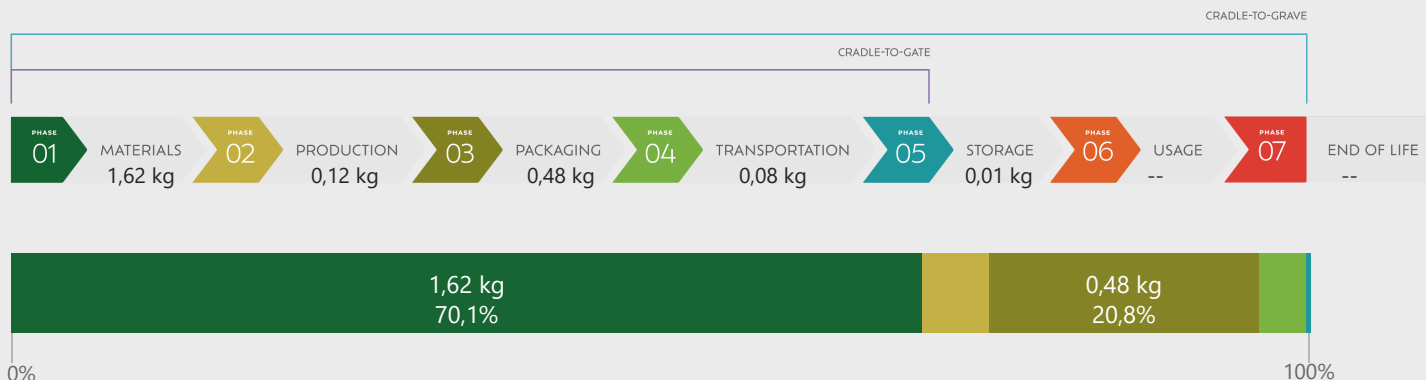 CRADLE-TO-GRAVE
CRADLE-TO-GATE
PHASE
01
MATERIALS
1,62 kg
PHASE
02
PRODUCTION
0,12 kg
PHASE
03
PACKAGING
0,48 kg
PHASE
04
TRANSPORTATION
0,08 kg
PHASE
05
STORAGE
0,01 kg
PHASE
06
USAGE
--
PHASE
07
END OF LIFE
--
1,62 kg
70,1%
0,48 kg
20,8%
0%
100%